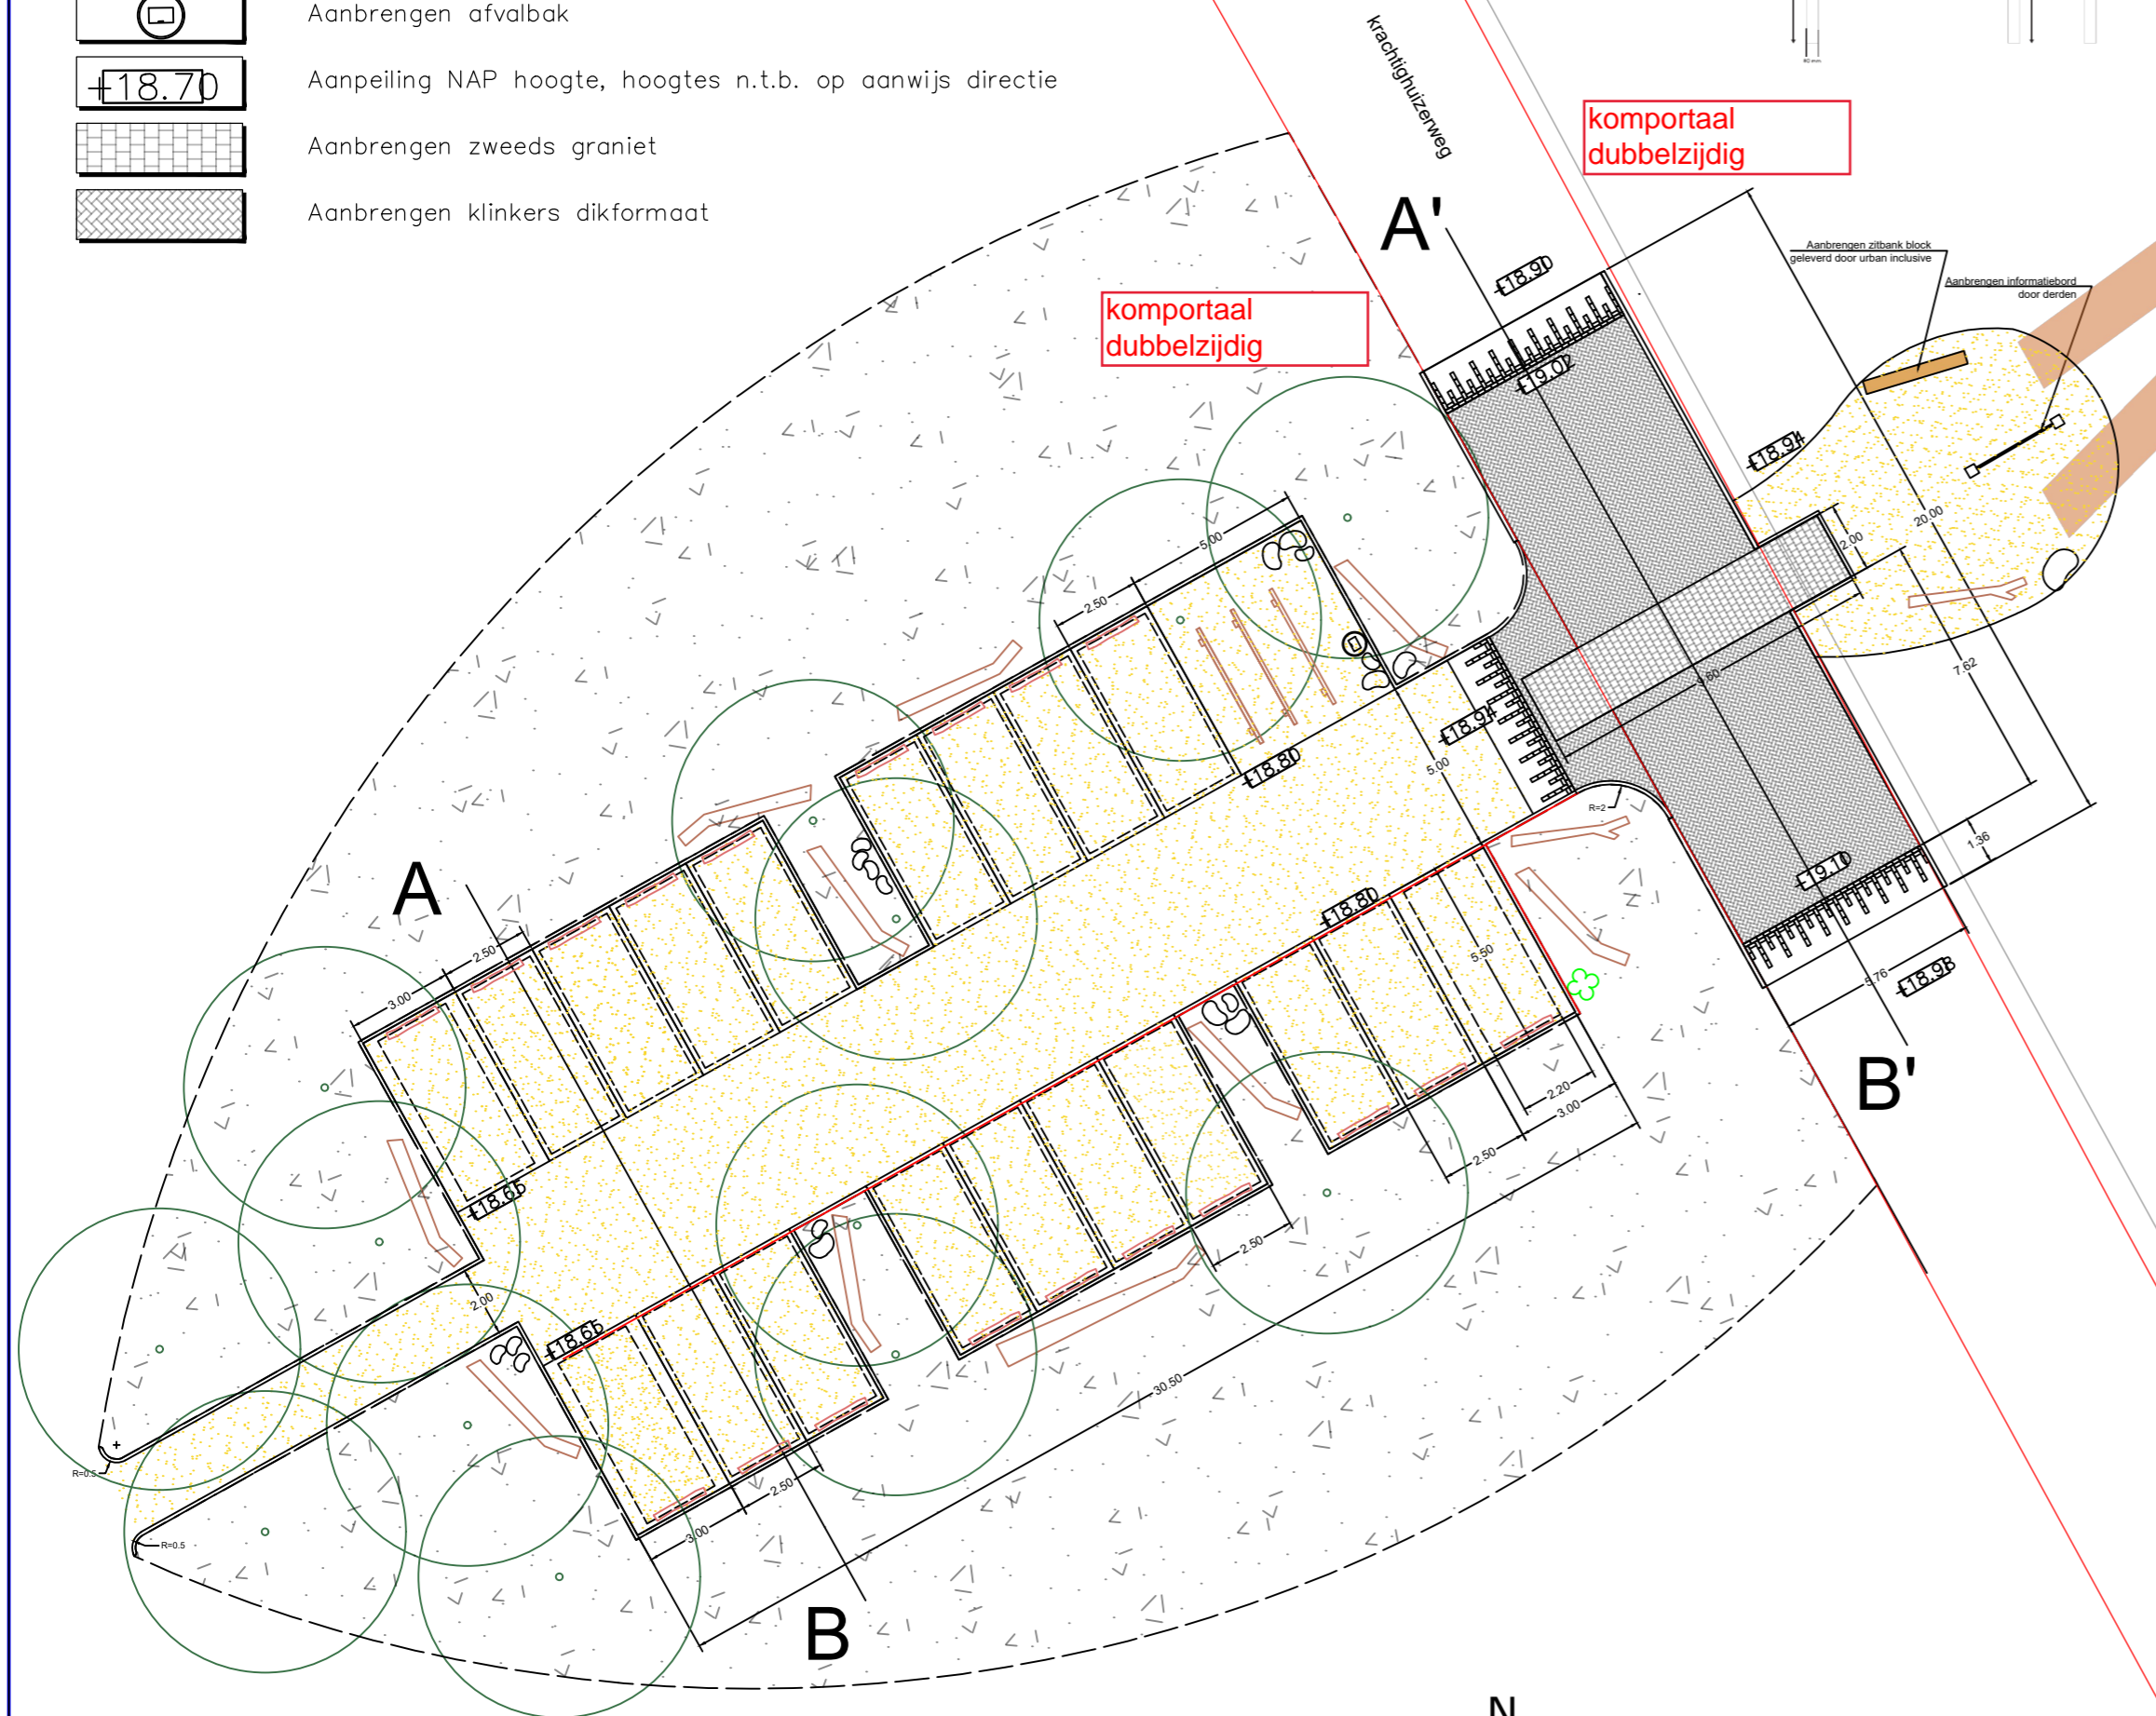 Aanbrengen afvalbak
+18.70
Aanpeiling NAP hoogte, hoogtes n.t.b. op aanwijs directie
Aanbrengen zweeds graniet
Aanbrengen klinkers dikformaat
krachtighuizerweg
komportaal
dubbelzijdig
komportaal
dubbelzijdig
A'
+18.90
+19.02
Aanbrengen zitbank block
geleverd door urban inclusive
Aanbrengen informatiebord
door derden
+18.94
20.00
2.00
7.62
5.00
2.50
+18.94
5.00
+18.80
R=2
1.36
+19.10
5.76
+18.98
B'
+18.80
5.50
2.20
3.00
2.50
A
2.50
3.00
+18.65
2.00
+18.65
2.50
30.50
2.50
3.00
R=0.5
R=0.5
B
N